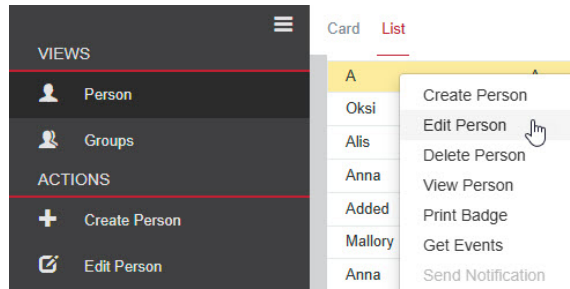 Card List
VIEWS
Person
Groups
ACTIONS
Create Person
Edit Person
A A
Oksi
Alis
Anna
Added
Mallory
Anna
Create Person
Edit Person
Delete Person
View Person
Print Badge
Get Events
Send Notification